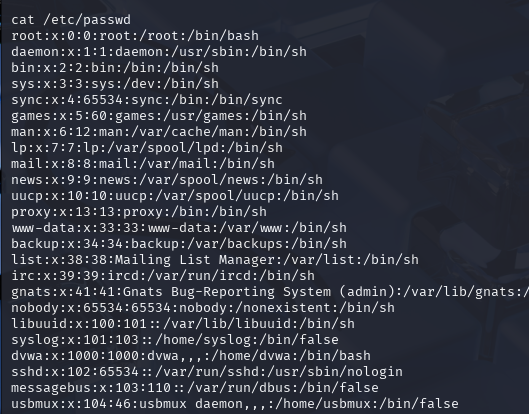 cat /etc/passwd
root:x:0:0:root:/root:/bin/bash
daemon:x:1:1:daemon:/usr/sbin:/bin/sh
bin:x:2:2:bin:/bin:/bin/sh
sys:x:3:3:sys:/dev:/bin/sh
sync:x:4:65534:sync:/bin:/bin/sync
games:x:5:60:games:/usr/games:/bin/sh
man:x:6:12:man:/var/cache/man:/bin/sh
lp:x:7:7:lp:/var/spool/lpd:/bin/sh
mail:x:8:8:mail:/var/mail:/bin/sh
news:x:9:9:news:/var/spool/news:/bin/sh
uucp:x:10:10:uucp:/var/spool/uucp:/bin/sh
proxy:x:13:13:proxy:/bin:/bin/sh
www-data:x:33:33:www-data:/var/www:/bin/sh
backup:x:34:34:backup:/var/backups:/bin/sh
list:x:38:38:Mailing List Manager:/var/list:/bin/sh
irc:x:39:39:ircd:/var/run/ircd:/bin/sh
gnats:x:41:41:Gnats Bug-Reporting System (admin):/var/lib/gnats:/
nobody:x:65534:65534:nobody:/nonexistent:/bin/sh
libuuid:x:100:101::/var/lib/libuuid:/bin/sh
syslog:x:101:103::/home/syslog:/bin/false
dvwa:x:1000:1000:dvwa,,,:/home/dvwa:/bin/bash
sshd:x:102:65534::/var/run/sshd:/usr/sbin/nologin
messagebus:x:103:110::/var/run/dbus:/bin/false
usbmux:x:104:46:usbmux daemon,,,:/home/usbmux:/bin/false